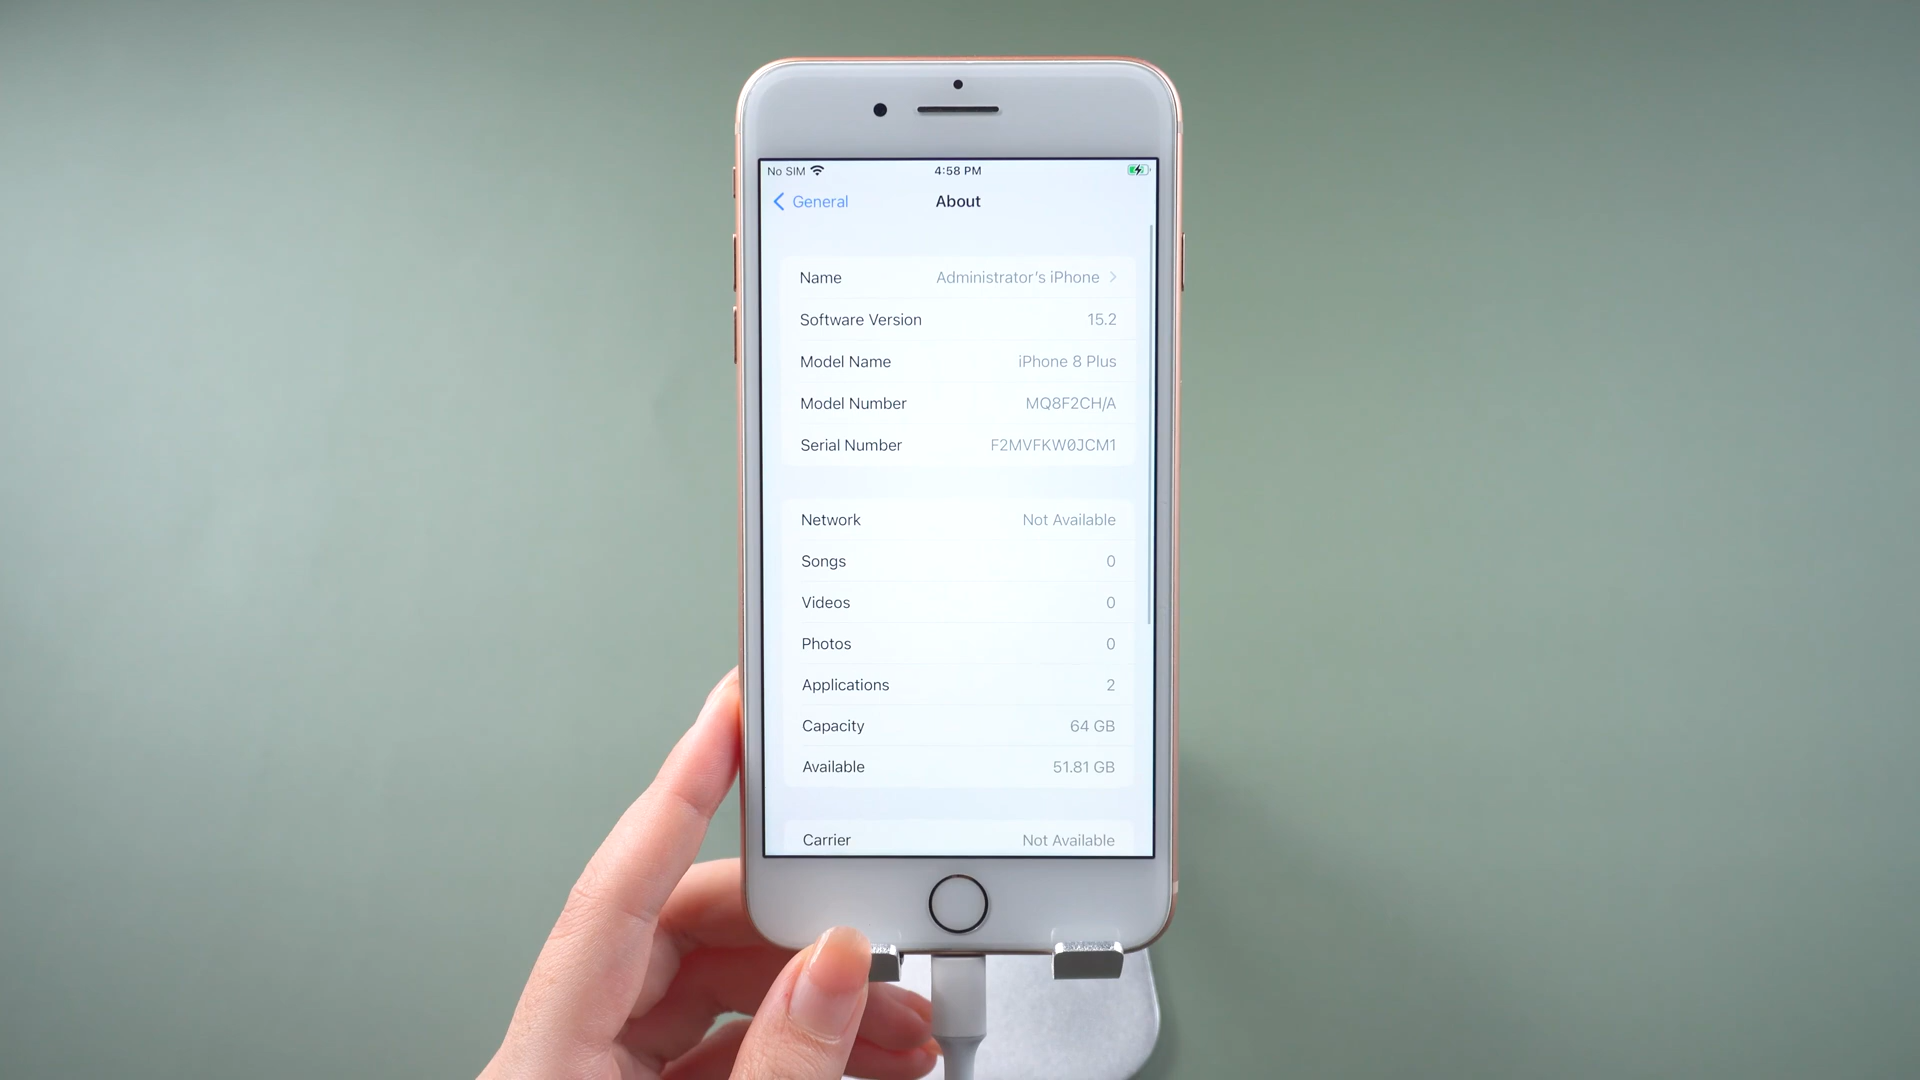 No SIM 4:58 PM
General About
Name Administrator's iPhone
Software Version 15.2
Model Name iPhone 8 Plus
Model Number MQ8F2CH/A
Serial Number F2MVFKW0JCM1
Network Not Available
Songs 0
Videos 0
Photos 0
Applications 2
Capacity 64 GB
Available 51.81 GB
Carrier Not Available